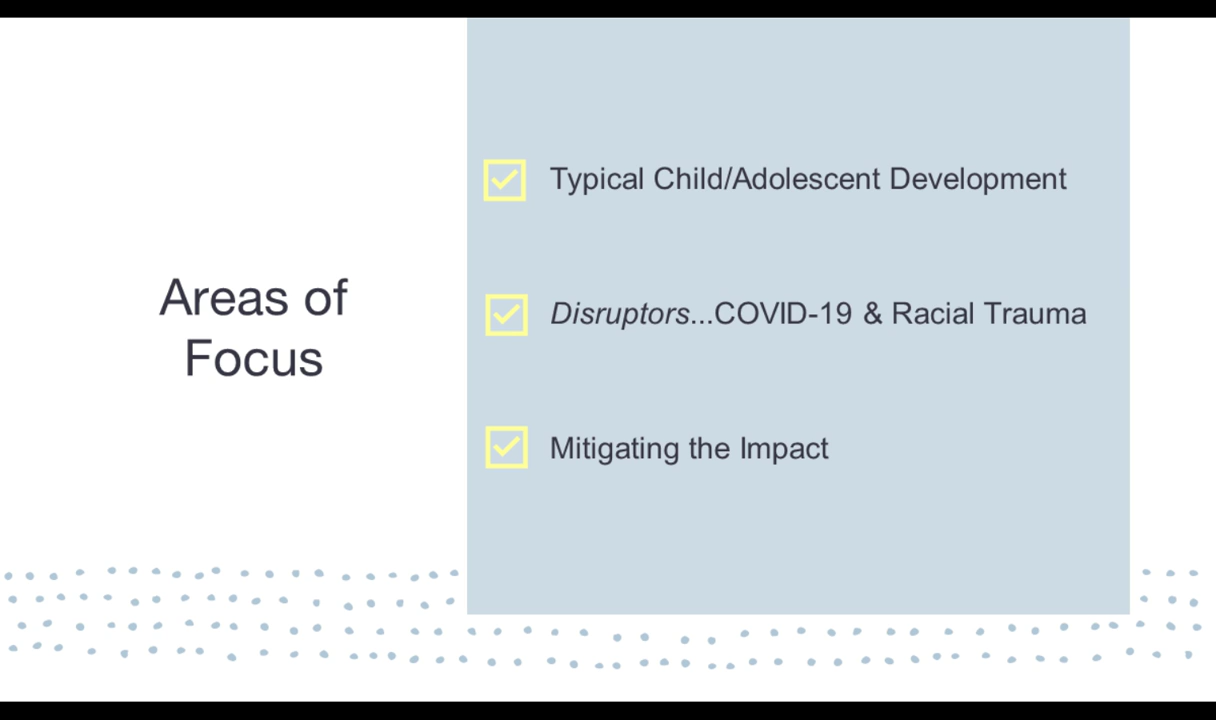 Areas of
Focus
Typical Child/Adolescent Development
Disruptors...COVID-19 & Racial Trauma
Mitigating the Impact